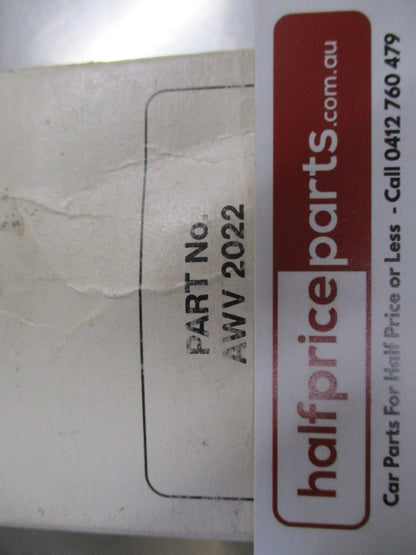 PART No.
AWV 2022
halfpriceparts.com.au
Car Parts For Half Price or Less - Call 0412 760 479